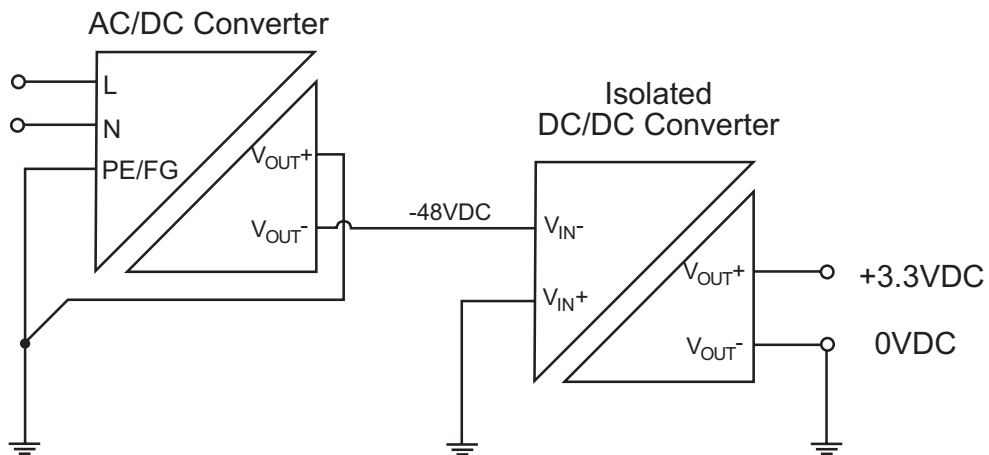 AC/DC Converter
L
N
PE/FG
VOUT+
VOUT-
-48VDC
Isolated
DC/DC Converter
VIN-
VIN+
VOUT+
VOUT-
+3.3VDC
0VDC